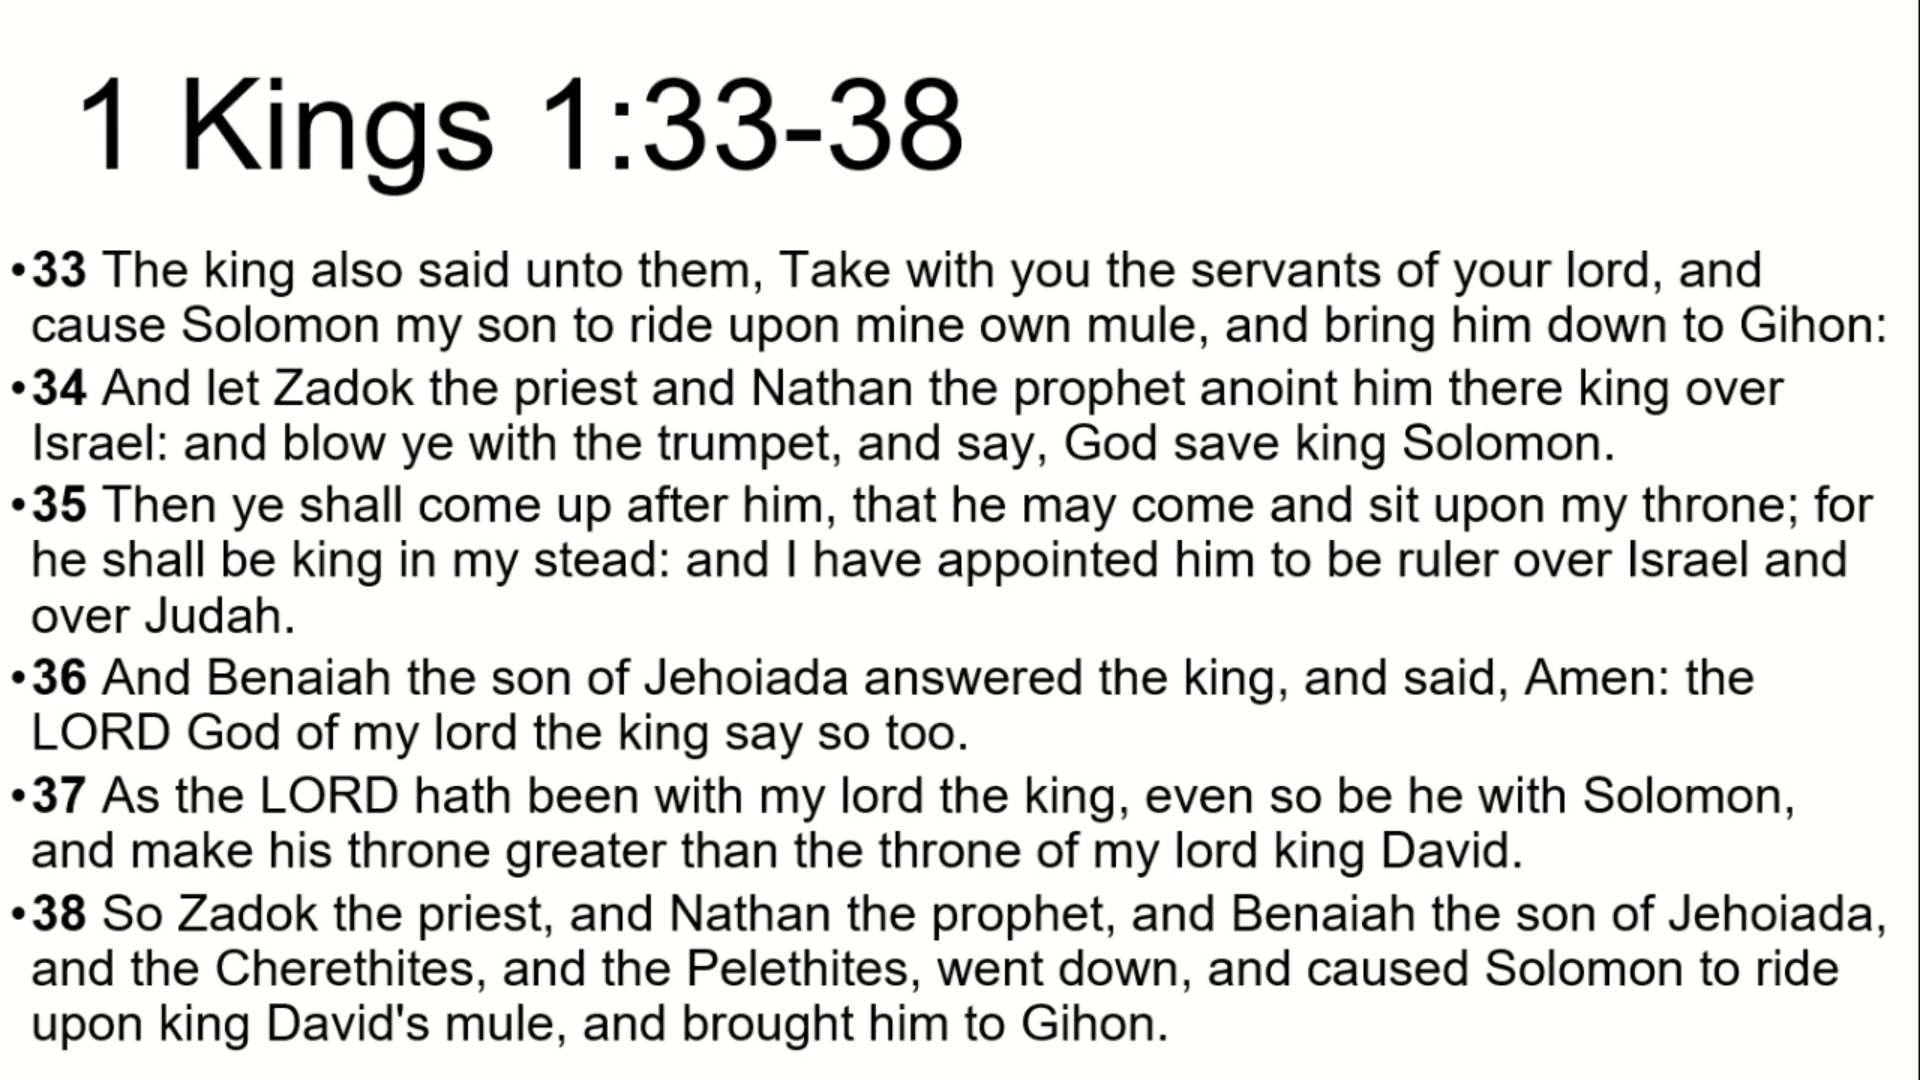 1 Kings 1:33-38
•33 The king also said unto them, Take with you the servants of your lord, and
cause Solomon my son to ride upon mine own mule, and bring him down to Gihon:
•34 And let Zadok the priest and Nathan the prophet anoint him there king over
Israel: and blow ye with the trumpet, and say, God save king Solomon.
•35 Then ye shall come up after him, that he may come and sit upon my throne; for
he shall be king in my stead: and I have appointed him to be ruler over Israel and
over Judah.
•36 And Benaiah the son of Jehoiada answered the king, and said, Amen: the
LORD God of my lord the king say so too.
•37 As the LORD hath been with my lord the king, even so be he with Solomon,
and make his throne greater than the throne of my lord king David.
•38 So Zadok the priest, and Nathan the prophet, and Benaiah the son of Jehoiada,
and the Cherethites, and the Pelethites, went down, and caused Solomon to ride
upon king David's mule, and brought him to Gihon.